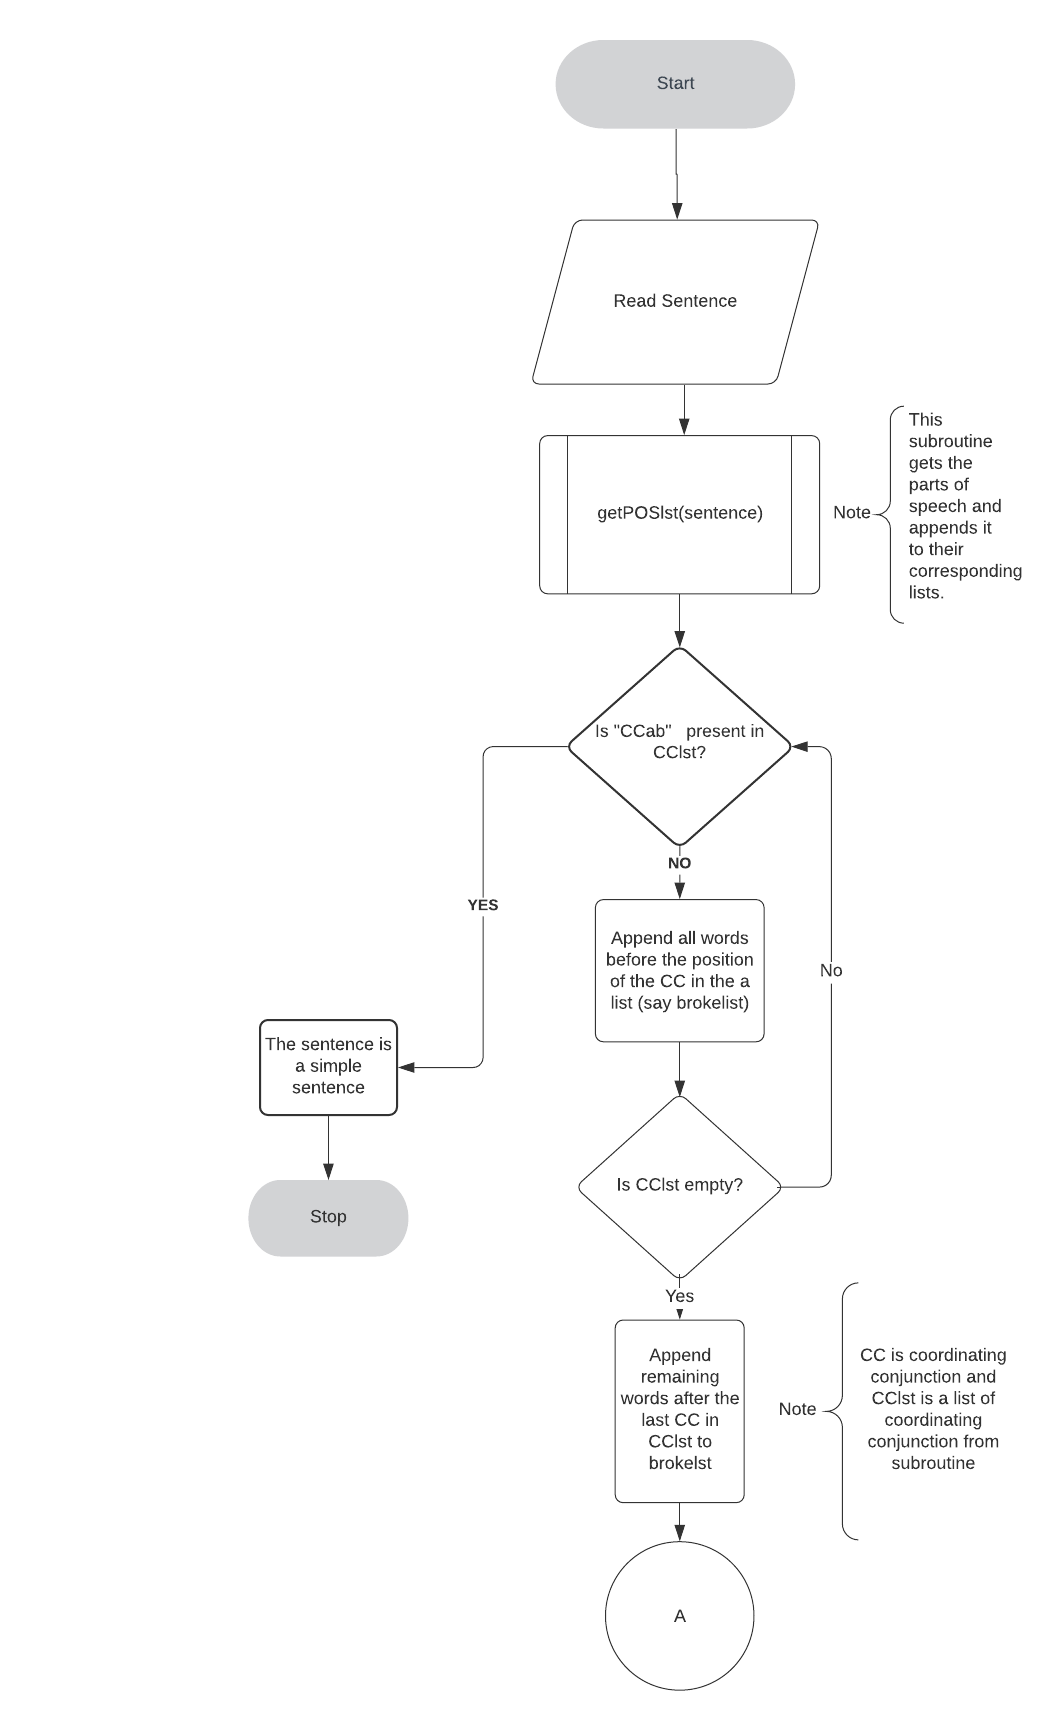 Start
Read Sentence
getPOSlst(sentence)
Note
This
subroutine
gets the
parts of
speech and
appends it
to their
corresponding
lists.
Is "CCab"   present in
CClst?
NO
YES
Append all words
before the position
of the CC in the a
list (say brokelist)
No
The sentence is
a simple
sentence
Is CClst empty?
Stop
Yes
Append
remaining
words after the
last CC in
CClst to
brokelst
Note
CC is coordinating
conjunction and
CClst is a list of
coordinating
conjunction from
subroutine
A